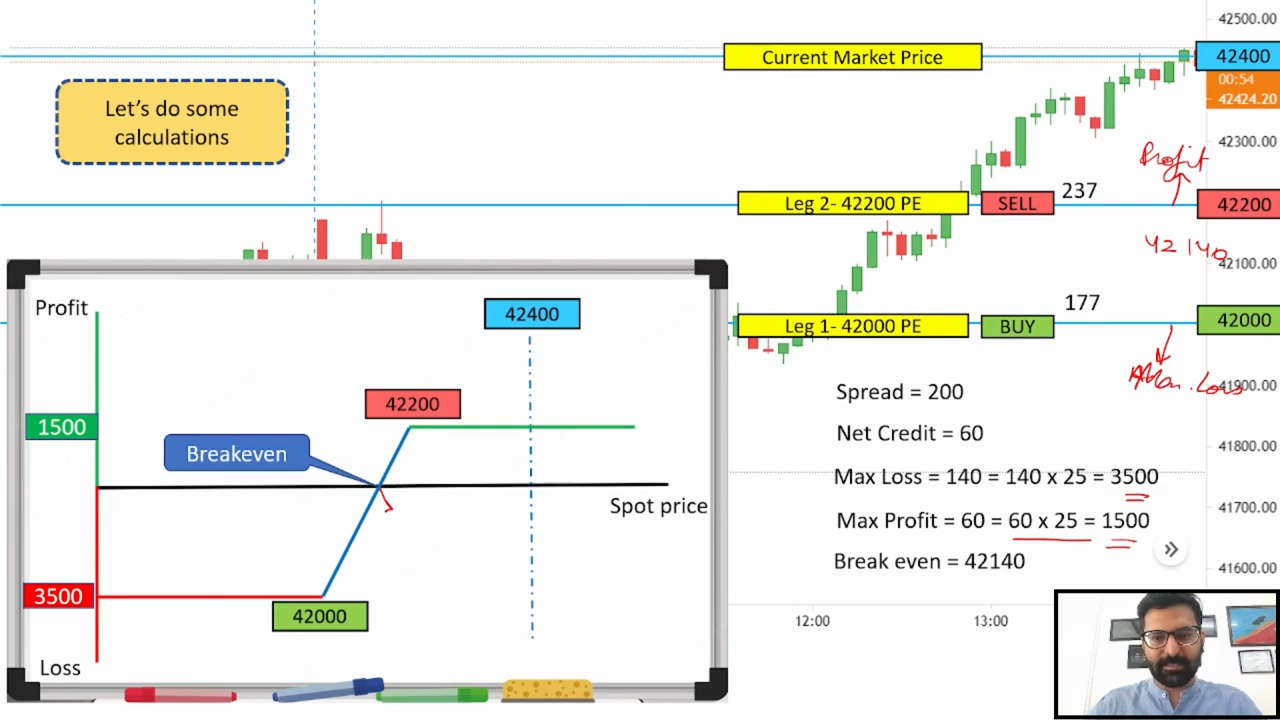 42500.00
Current Market Price
42400
00:54
42424.20
Let's do some
calculations
42300.00
Profit
Leg 2- 42200 PE
SELL
237
42200
42140
42100.00
Leg 1- 42000 PE
BUY
177
42000
Max. Loss
41900.00
Profit
42400
42200
1500
Breakeven
Spot price
3500
42000
Loss
Spread = 200
Net Credit = 60
Max Loss = 140 = 140 x 25 = 3500
Max Profit = 60 = 60 x 25 = 1500
Break even = 42140
41800.00
41700.00
41600.00
12:00
13:00